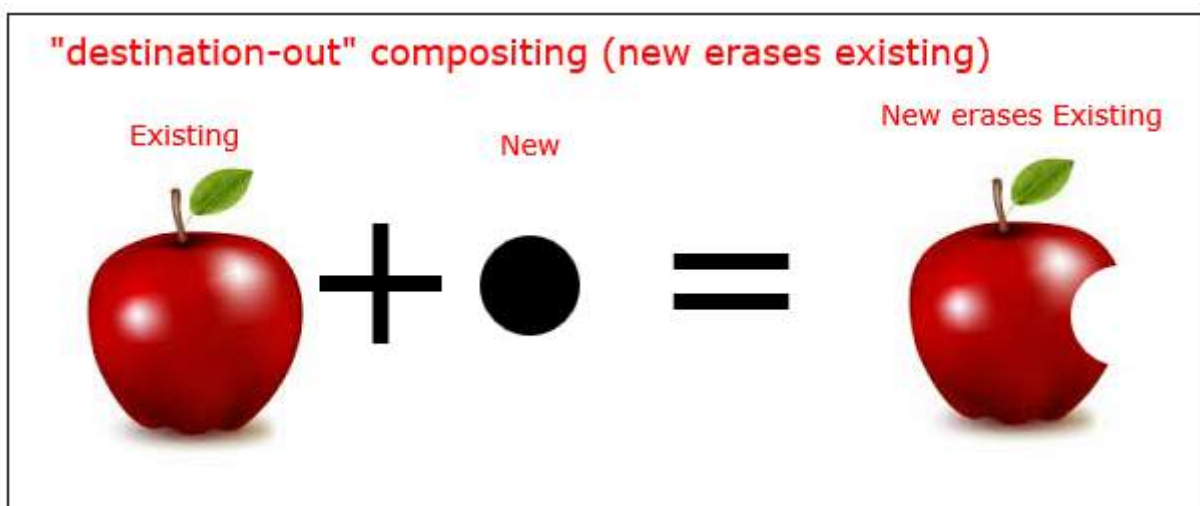 "destination-out" compositing (new erases existing)
Existing
New
New erases Existing